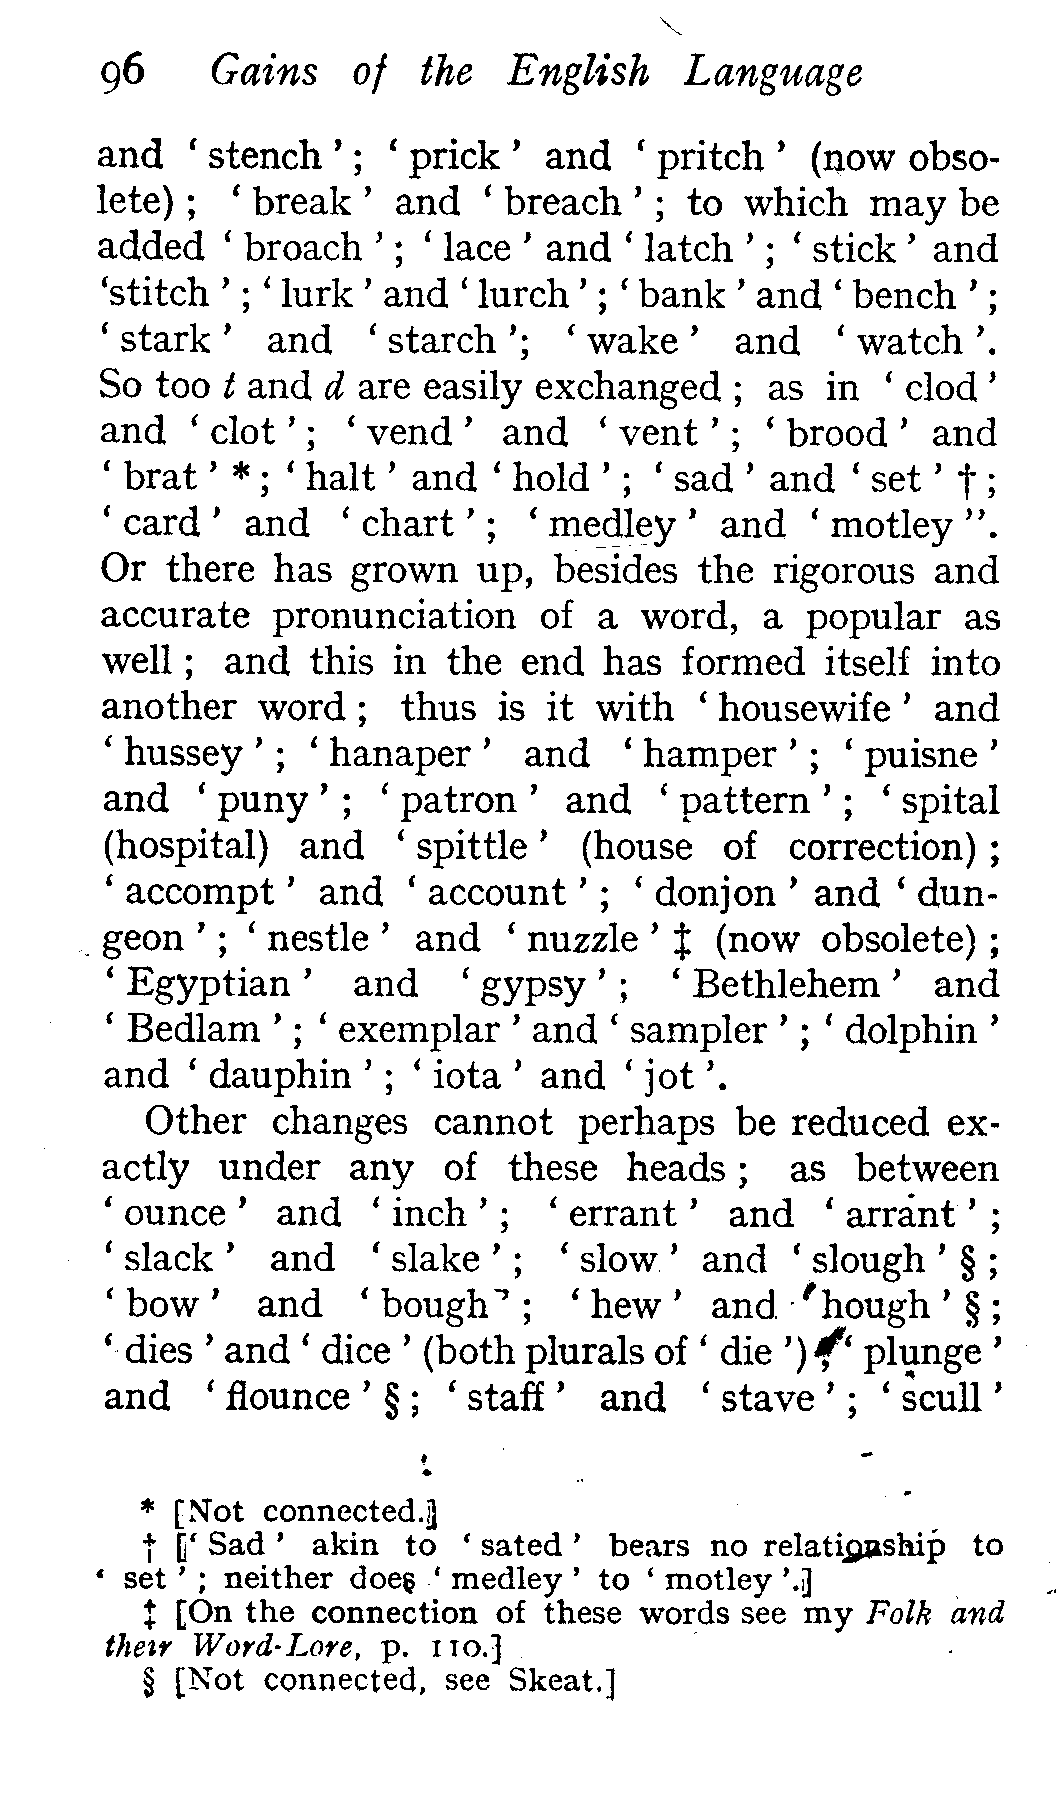 96 Gains of the English Language
and ‘ stench ’ ; ‘ prick ’ and ‘ pritch ’ (now obso-
lete) ; ‘ break ’ and ‘ breach ’ ; to which may be
added ‘ broach ’ ; ‘ lace ’ and ‘ latch ’ ; ‘ stick ’ and
‘stitch ’ ; ‘ lurk ’ and ‘ lurch ’ ; ‘ bank ’ and ‘ bench ’ ;
‘ stark ’ and ‘ starch ’; ‘ wake ’ and ‘ watch ’.
So too t and d are easily exchanged ; as in ‘ clod ’
and ‘ clot ’ ; ‘ vend ’ and ‘ vent ’ ; ‘ brood ’ and
‘ brat ’ * ; ‘ halt ’ and ‘ hold ’ ; ‘ sad ’ and ‘ set ’ † ;
‘ card ’ and ‘ chart ’ ; ‘ medley ’ and ‘ motley ’’.
Or there has grown up, besides the rigorous and
accurate pronunciation of a word, a popular as
well ; and this in the end has formed itself into
another word ; thus is it with ‘ housewife ’ and
‘ hussey ’ ; ‘ hanaper ’ and ‘ hamper ’ ; ‘ puisne ’
and ‘ puny ’ ; ‘ patron ’ and ‘ pattern ’ ; ‘ spital
(hospital) and ‘ spittle ’ (house of correction) ;
‘ accompt ’ and ‘ account ’ ; ‘ donjon ’ and ‘ dun-
geon ’ ; ‘ nestle ’ and ‘ nuzzle ’ ‡ (now obsolete) ;
‘ Egyptian ’ and ‘ gypsy ’ ; ‘ Bethlehem ’ and
‘ Bedlam ’ ; ‘ exemplar ’ and ‘ sampler ’ ; ‘ dolphin ’
and ‘ dauphin ’ ; ‘ iota ’ and ‘ jot ’.
Other changes cannot perhaps be reduced ex-
actly under any of these heads ; as between
‘ ounce ’ and ‘ inch ’ ; ‘ errant ’ and ‘ arrant ’ ;
‘ slack ’ and ‘ slake ’ ; ‘ slow ’ and ‘ slough ’ § ;
‘ bow ’ and ‘ bough ’ ; ‘ hew ’ and ‘ hough ’ § ;
‘ dies ’ and ‘ dice ’ (both plurals of ‘ die ’) ; ‘ plunge ’
and ‘ flounce ’ § ; ‘ staff ’ and ‘ stave ’ ; ‘ scull ’
* [Not connected.]
† [‘ Sad ’ akin to ‘ sated ’ bears no relationship to
‘ set ’ ; neither does ‘ medley ’ to ‘ motley ’.]
‡ [On the connection of these words see my Folk and
their Word-Lore, p. 110.]
§ [Not connected, see Skeat.]